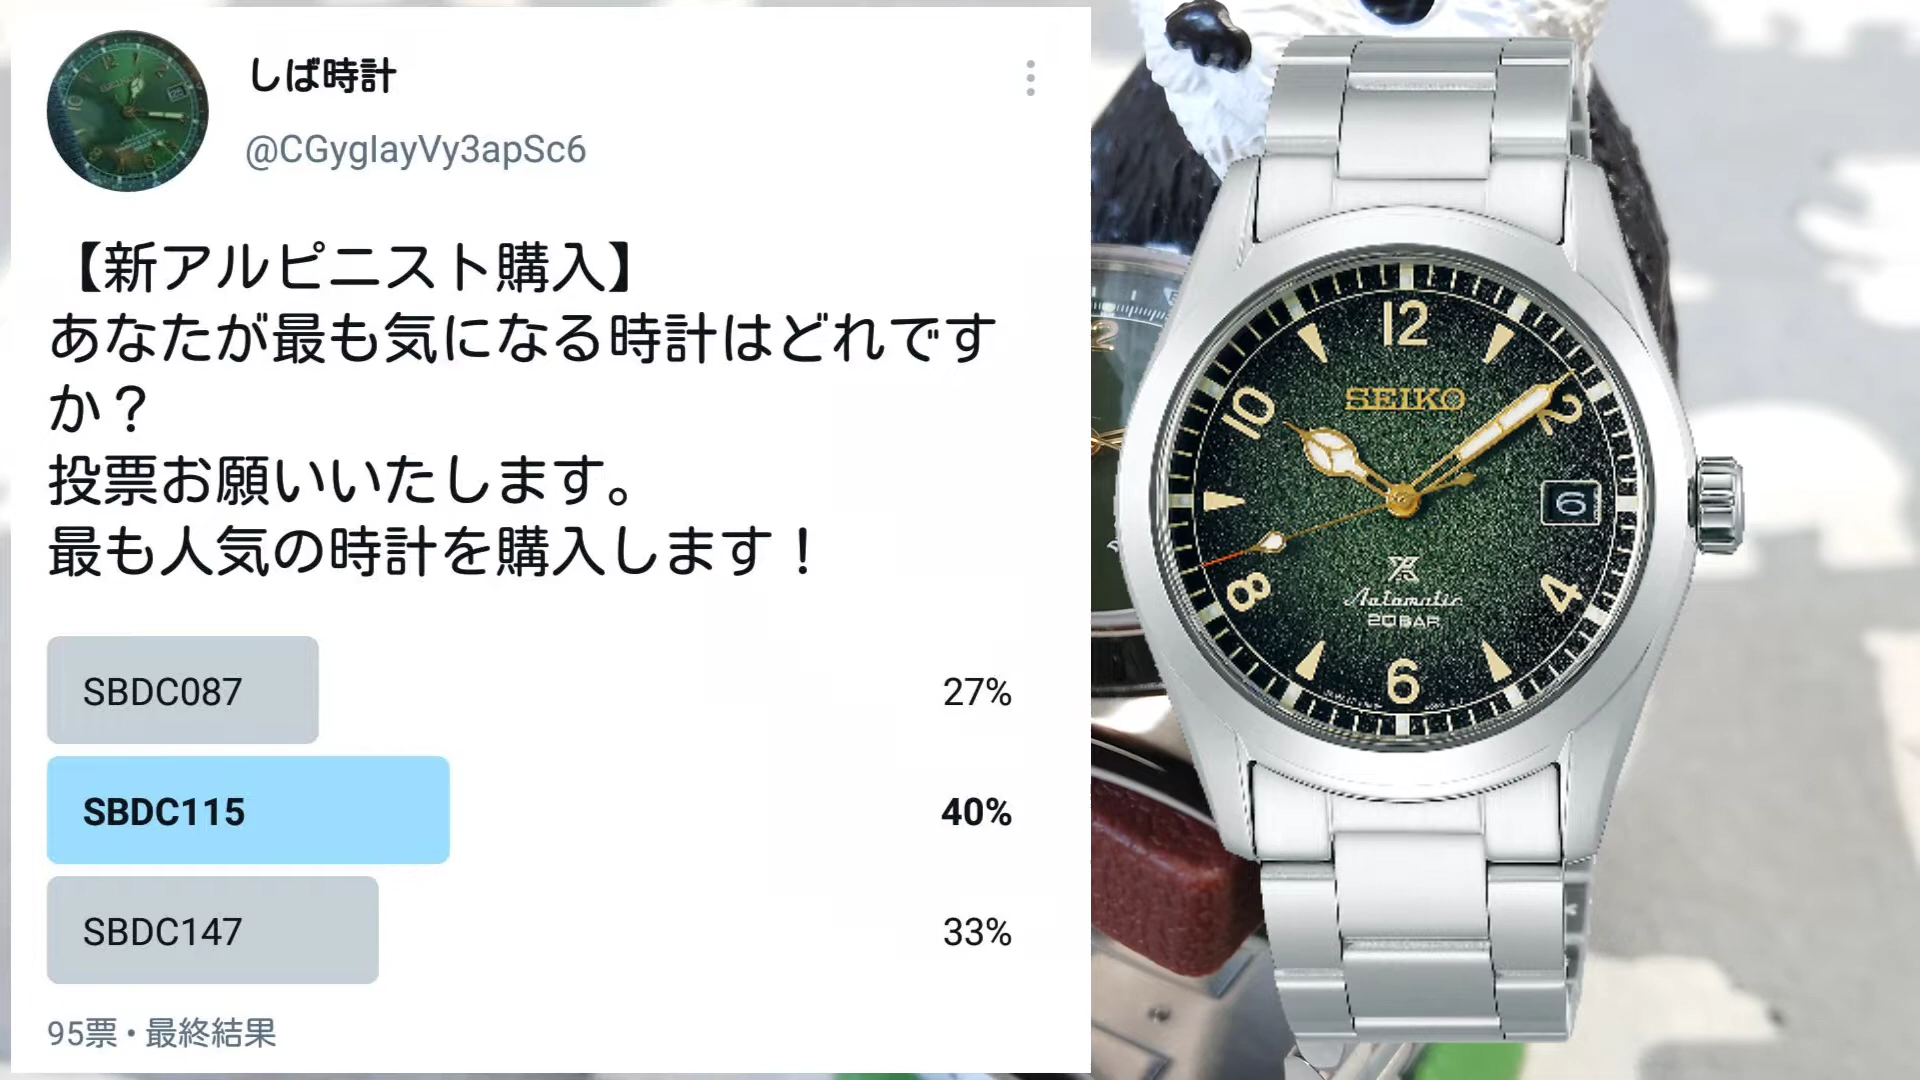 しば時計
@CGyglayVy3apSc6
【新アルピニスト購入】
あなたが最も気になる時計はどれです
か？
投票お願いいたします。
最も人気の時計を購入します！
SBDC087 27%
SBDC115 40%
SBDC147 33%
95票・最終結果
12
10
2
SEIKO
6
8
4
Automatic
20BAR
6